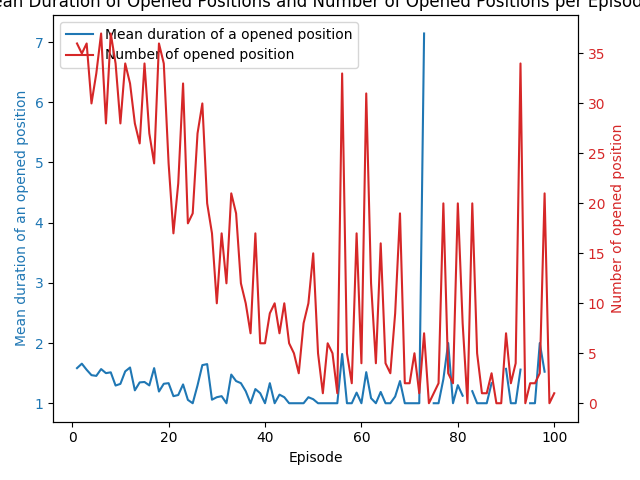 ean Duration of Opened Positions and Number of Opened Positions per Episod
Mean duration of a opened position
Number of opened position
Mean duration of an opened position
7
6
5
4
3
2
1
35
30
25
20
15
10
5
0
Number of opened position
0 20 40 60 80 100
Episode